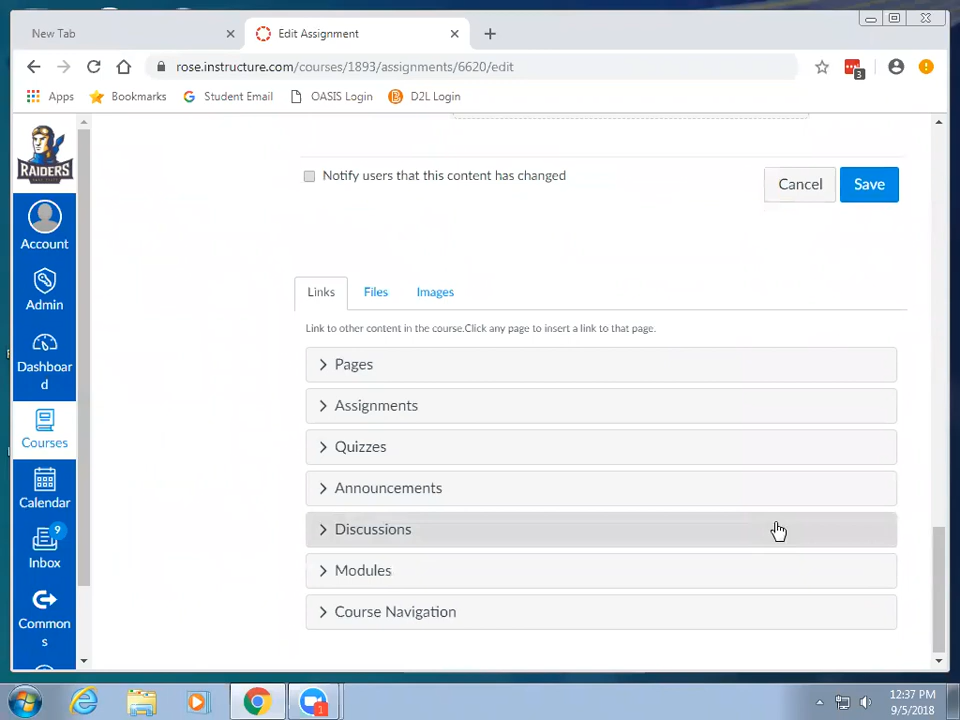 New Tab
Edit Assignment
rose.instructure.com/courses/1893/assignments/6620/edit
3
Apps
Bookmarks
Student Email
OASIS Login
D2L Login
RAIDERS
Notify users that this content has changed
Cancel
Save
Account
Admin
Dashboar
d
Courses
Calendar
9
Inbox
Common
s
Links
Files
Images
Link to other content in the course.Click any page to insert a link to that page.
Pages
Assignments
Quizzes
Announcements
Discussions
Modules
Course Navigation
1
12:37 PM
9/5/2018